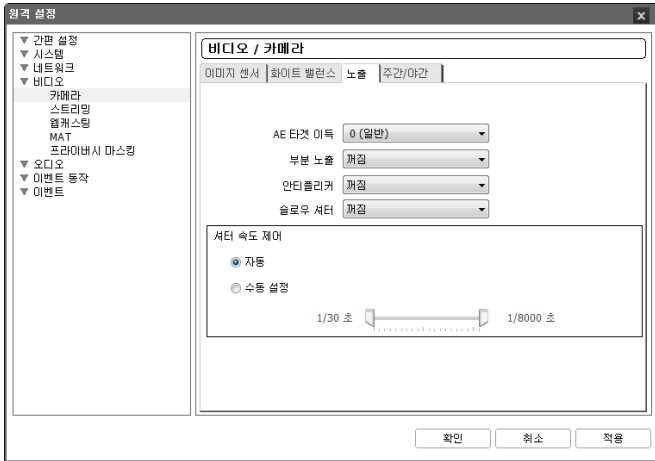 원격 설정
간편 설정
시스템
네트워크
비디오
카메라
스트리밍
웹캐스팅
MAT
프라이버시 마스킹
오디오
이벤트 동작
이벤트
비디오 / 카메라
이미지 센서 화이트 밸런스 노출 주간/야간
AE 타겟 이득 0 (일반)
부분 노출 꺼짐
안티플리커 꺼짐
슬로우 셔터 꺼짐
셔터 속도 제어
자동
수동 설정
1/30 초 1/8000 초
확인 취소 적용